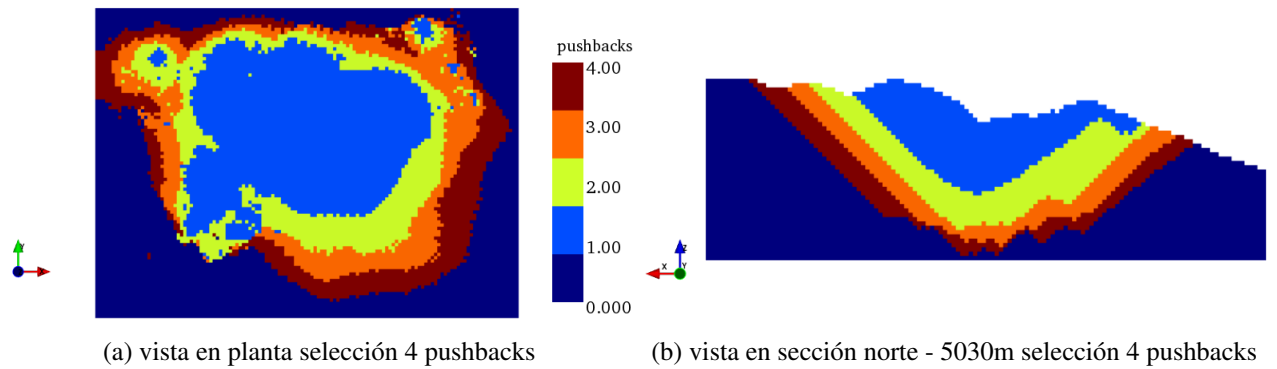 pushbacks
4.00
3.00
2.00
1.00
0.000
Y
X
Z
Y
(a) vista en planta selección 4 pushbacks
(b) vista en sección norte - 5030m selección 4 pushbacks